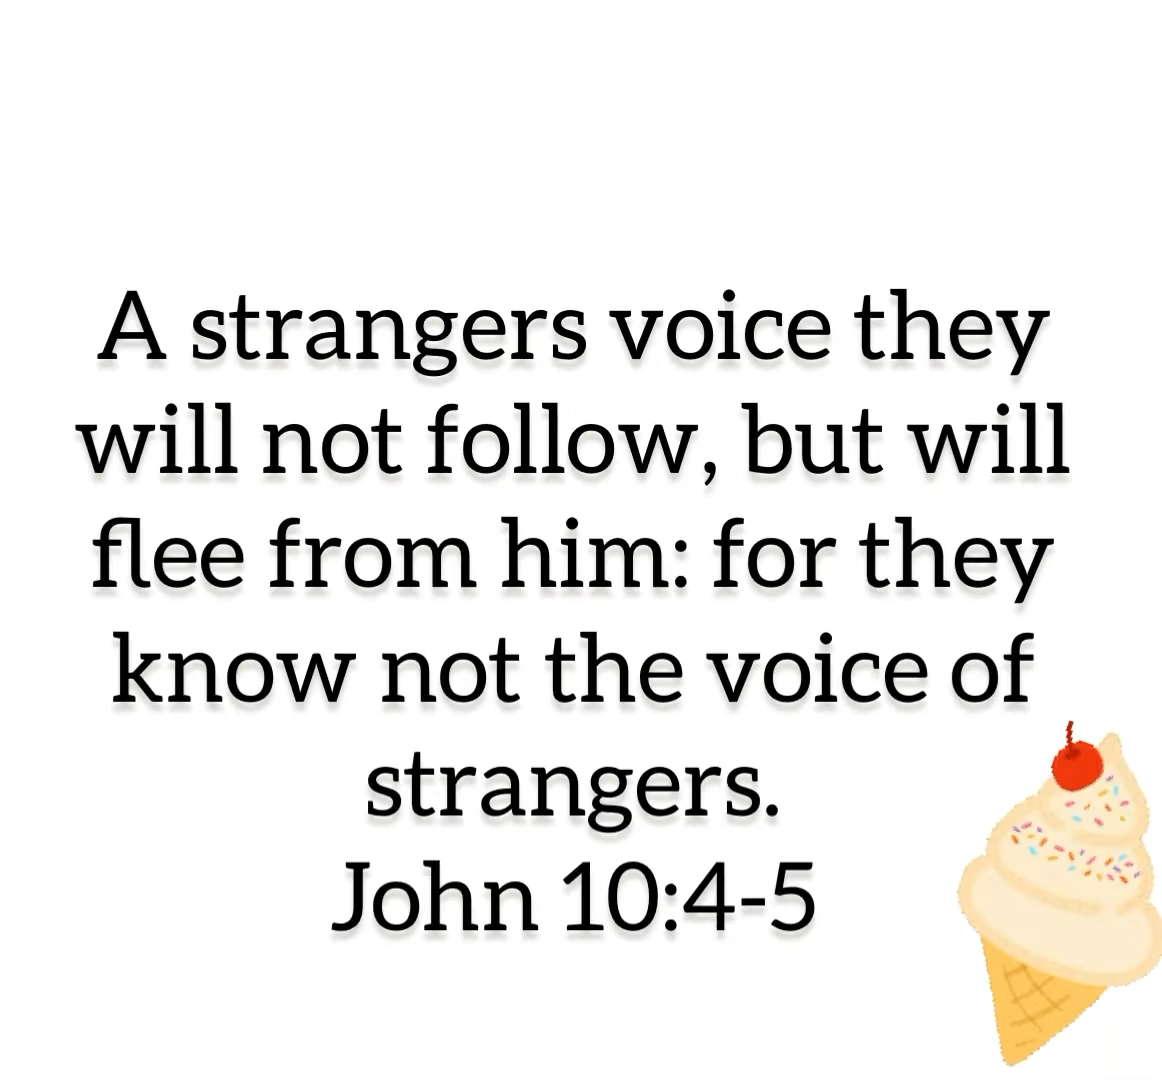 A strangers voice they
will not follow, but will
flee from him: for they
know not the voice of
strangers.
John 10:4-5